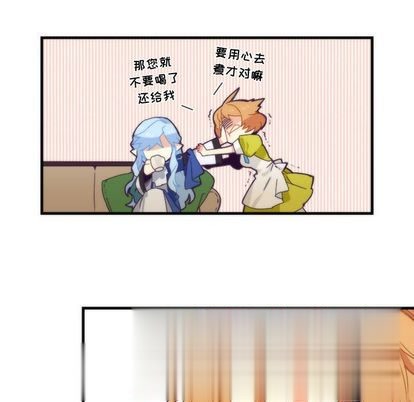 那您就
不要喝了
还给我
要用心去
煮才对嘛